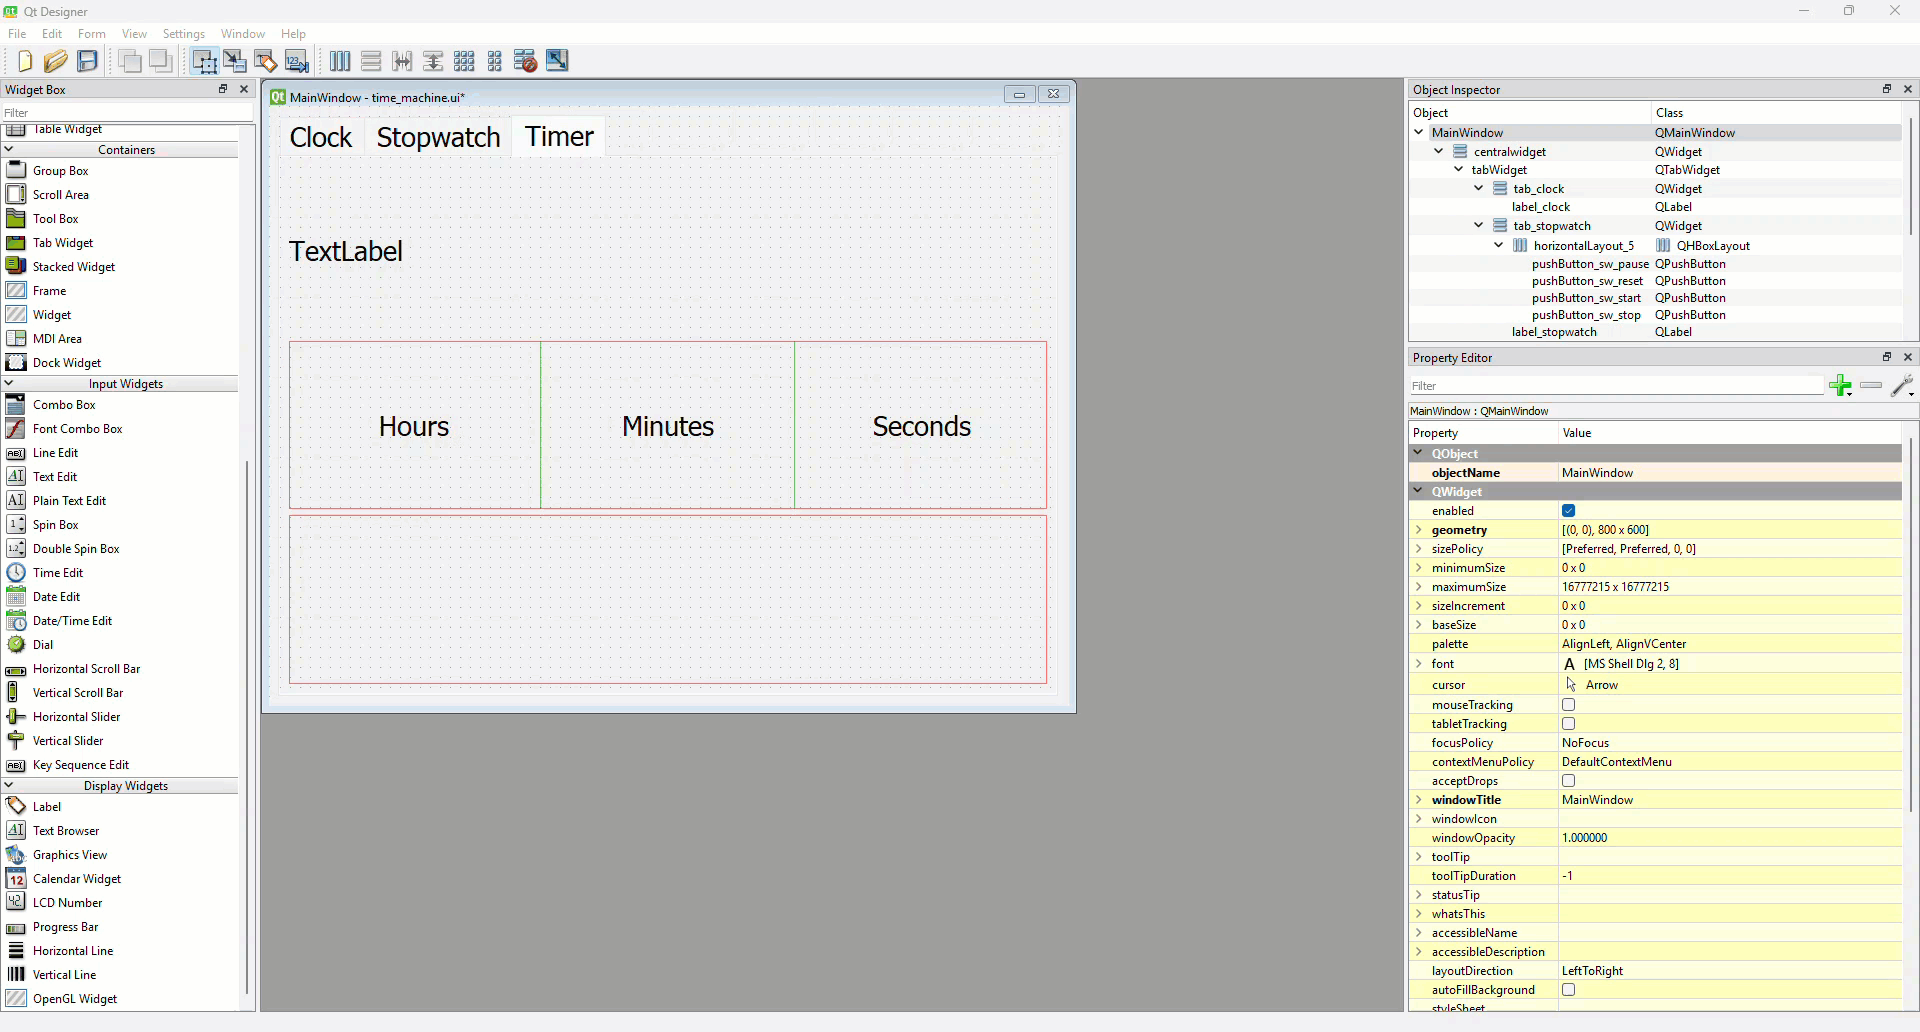 Qt Designer
File Edit Form View Settings Window Help
Widget Box
Filter
Table Widget
Containers
Group Box
Scroll Area
Tool Box
Tab Widget
Stacked Widget
Frame
Widget
MDI Area
Dock Widget
Input Widgets
Combo Box
Font Combo Box
Line Edit
Text Edit
Plain Text Edit
Spin Box
Double Spin Box
Time Edit
Date Edit
Date/Time Edit
Dial
Horizontal Scroll Bar
Vertical Scroll Bar
Horizontal Slider
Vertical Slider
Key Sequence Edit
Display Widgets
Label
Text Browser
Graphics View
Calendar Widget
LCD Number
Progress Bar
Horizontal Line
Vertical Line
OpenGL Widget
MainWindow - time_machine.ui*
Clock Stopwatch Timer
TextLabel
Hours Minutes Seconds
Object Inspector
Object Class
MainWindow QMainWindow
centralwidget QWidget
tabWidget QTabWidget
tab_clock QWidget
label_clock QLabel
tab_stopwatch QWidget
horizontalLayout_5 QHBoxLayout
pushButton_sw_pause QPushButton
pushButton_sw_reset QPushButton
pushButton_sw_start QPushButton
pushButton_sw_stop QPushButton
label_stopwatch QLabel
Property Editor
Filter
MainWindow : QMainWindow
Property Value
QObject
objectName MainWindow
QWidget
enabled
geometry [(0, 0), 800 x 600]
sizePolicy [Preferred, Preferred, 0, 0]
minimumSize 0 x 0
maximumSize 16777215 x 16777215
sizeIncrement 0 x 0
baseSize 0 x 0
palette AlignLeft, AlignVCenter
font A [MS Shell Dlg 2, 8]
cursor Arrow
mouseTracking
tabletTracking
focusPolicy NoFocus
contextMenuPolicy DefaultContextMenu
acceptDrops
windowTitle MainWindow
windowIcon
windowOpacity 1.000000
toolTip
toolTipDuration -1
statusTip
whatsThis
accessibleName
accessibleDescription
layoutDirection LeftToRight
autoFillBackground
styleSheet